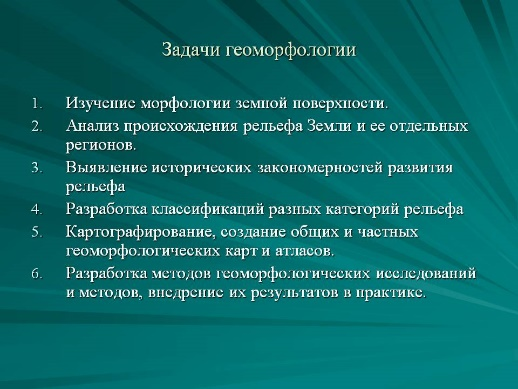 Задачи геоморфологии
1. Изучение морфологии земной поверхности.
2. Анализ происхождения рельефа Земли и ее отдельных
регионов.
3. Выявление исторических закономерностей развития
рельефа
4. Разработка классификаций разных категорий рельефа
5. Картографирование, создание общих и частных
геоморфологических карт и атласов.
6. Разработка методов геоморфологических исследований
и методов, внедрение их результатов в практике.